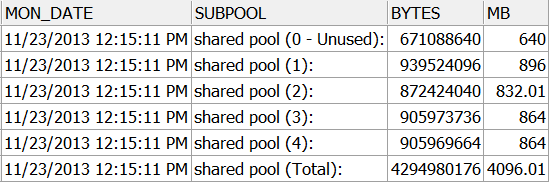 MON_DATE SUBPOOL BYTES MB
11/23/2013 12:15:11 PM shared pool (0 - Unused): 671088640 640
11/23/2013 12:15:11 PM shared pool (1): 939524096 896
11/23/2013 12:15:11 PM shared pool (2): 872424040 832.01
11/23/2013 12:15:11 PM shared pool (3): 905973736 864
11/23/2013 12:15:11 PM shared pool (4): 905969664 864
11/23/2013 12:15:11 PM shared pool (Total): 4294980176 4096.01